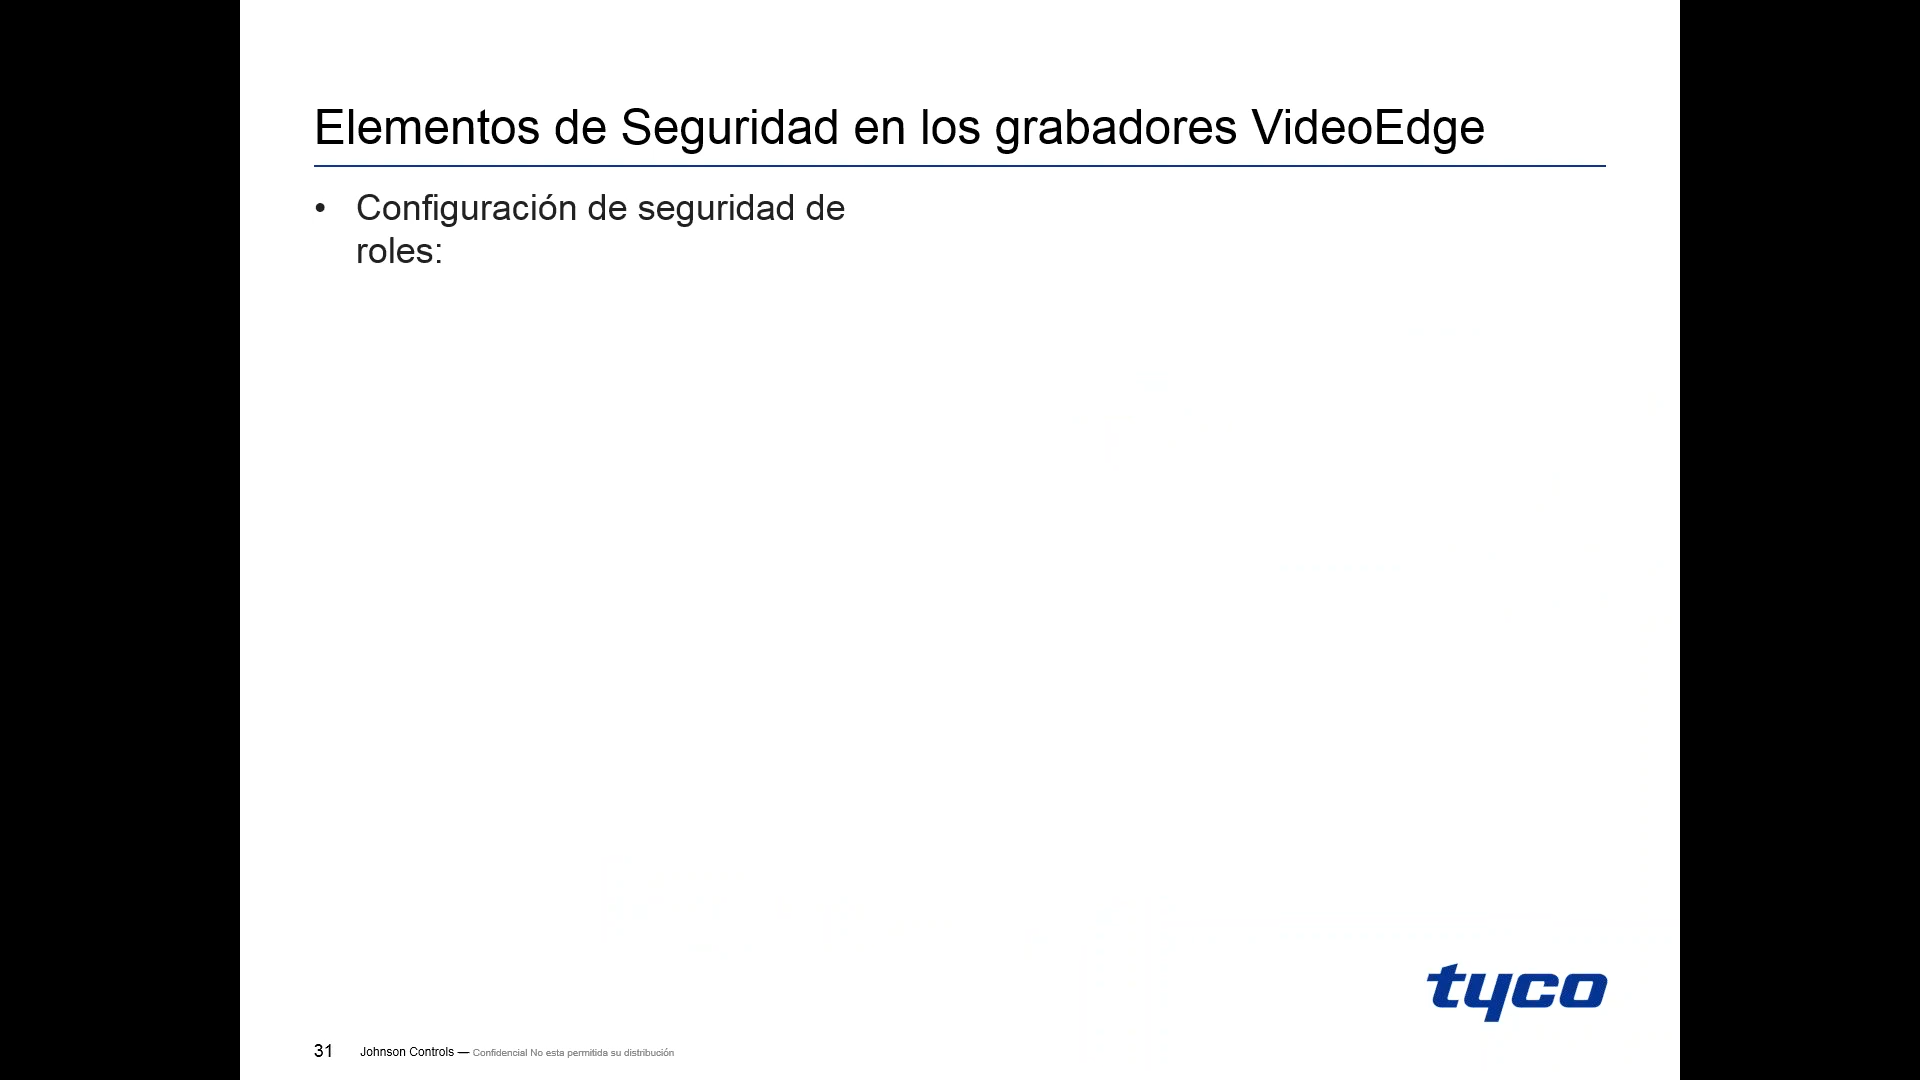 Elementos de Seguridad en los grabadores VideoEdge
• Configuración de seguridad de
roles:
tyco
31 Johnson Controls — Confidencial No esta permitida su distribución